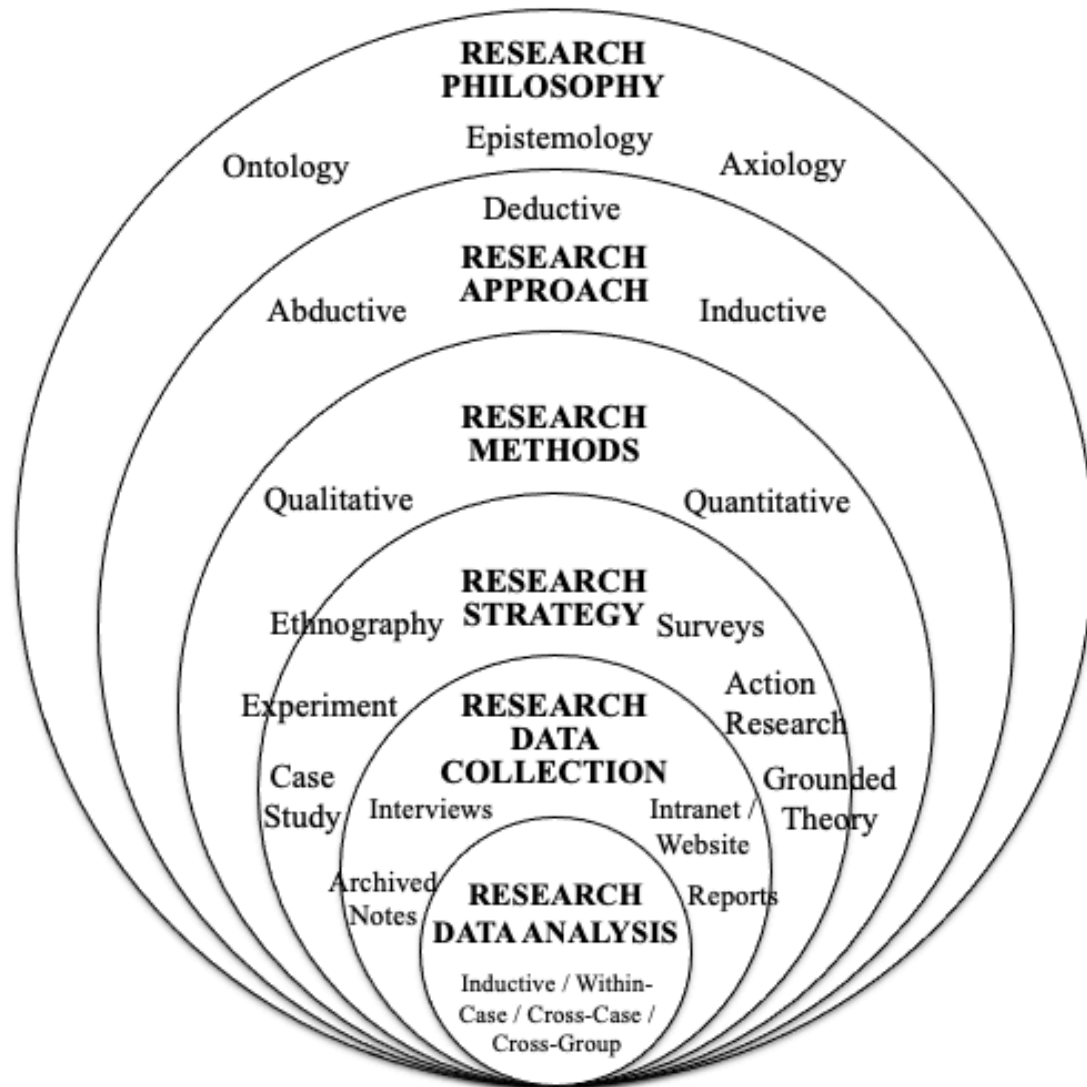 RESEARCH
PHILOSOPHY
Epistemology
Ontology
Axiology
Deductive
RESEARCH
APPROACH
Abductive
Inductive
RESEARCH
METHODS
Qualitative
Quantitative
RESEARCH
STRATEGY
Ethnography
Surveys
Experiment
Action
Research
Case
Study
Grounded
Theory
RESEARCH
DATA
COLLECTION
Interviews
Intranet /
Website
Archived
Notes
Reports
RESEARCH
DATA ANALYSIS
Inductive / Within-
Case / Cross-Case /
Cross-Group